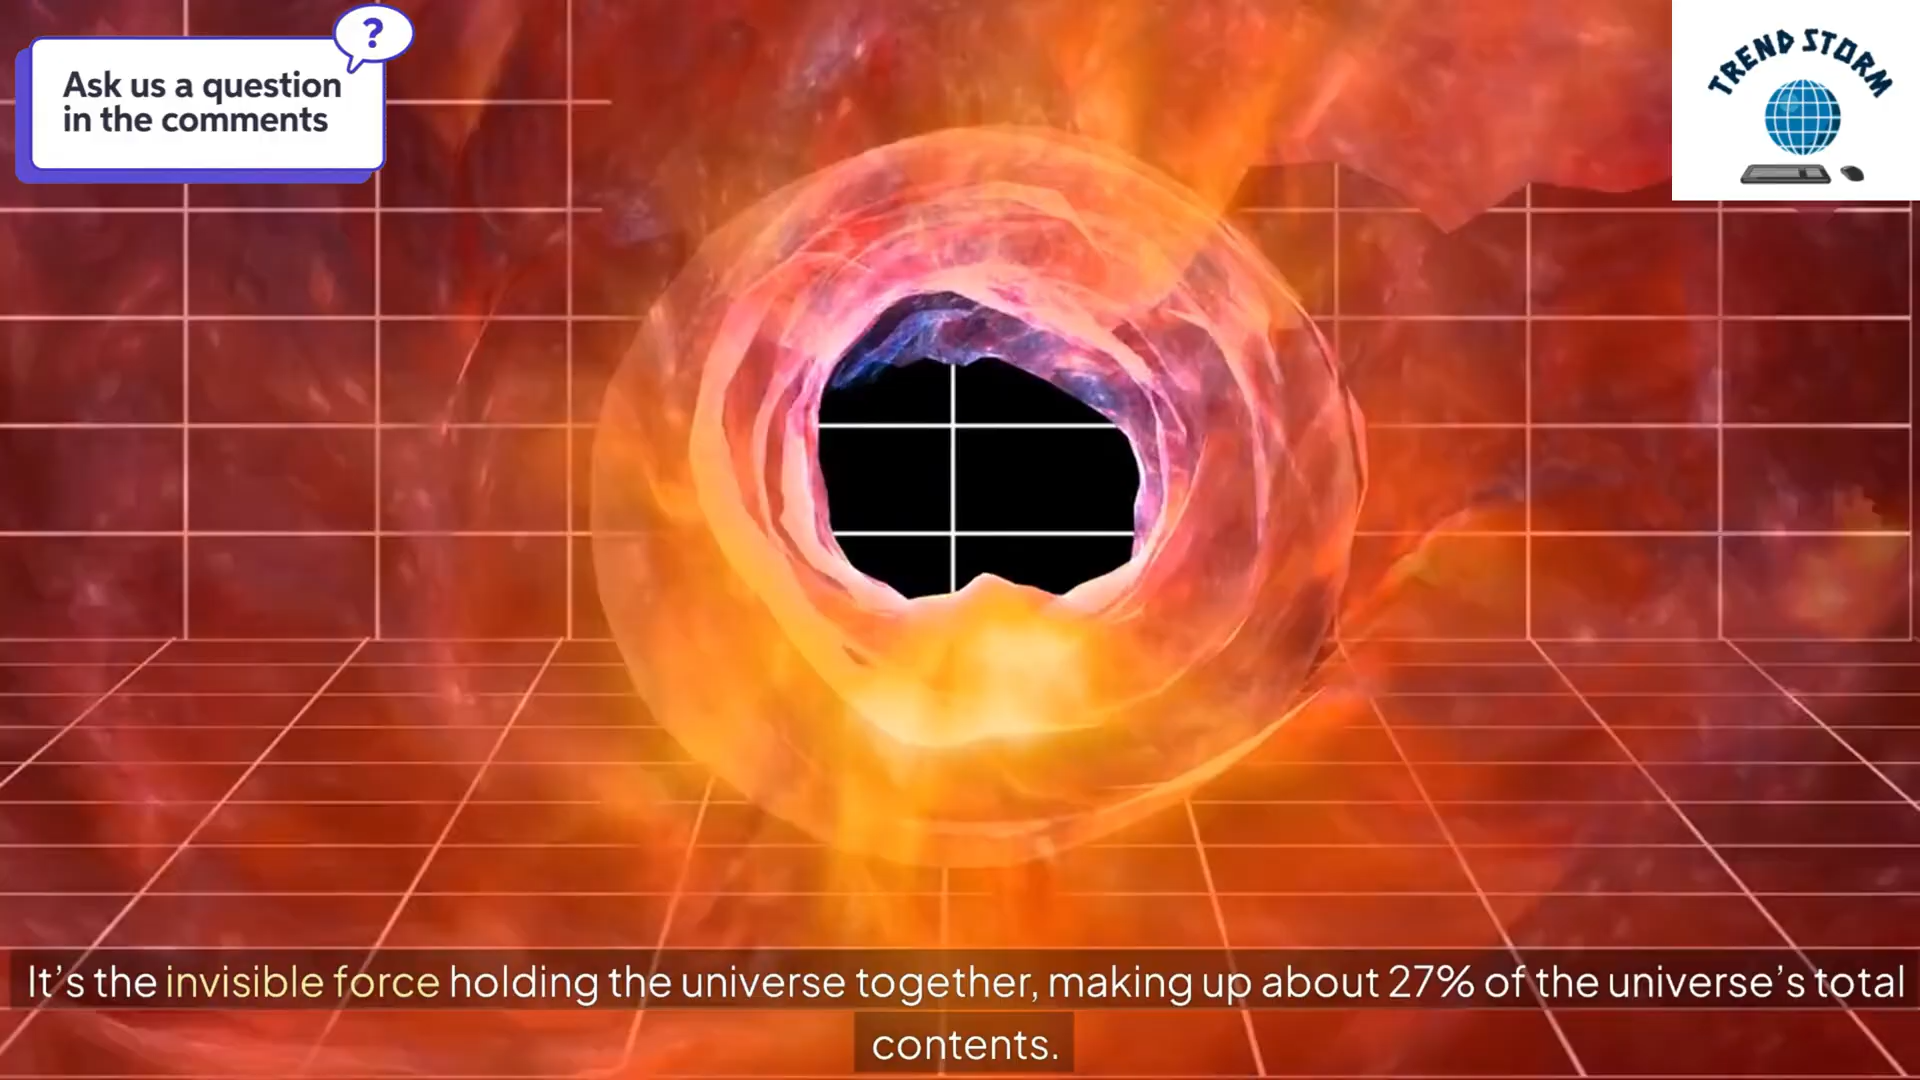 ?
Ask us a question
in the comments
TREND STORM
It’s the invisible force holding the universe together, making up about 27% of the universe’s total
contents.